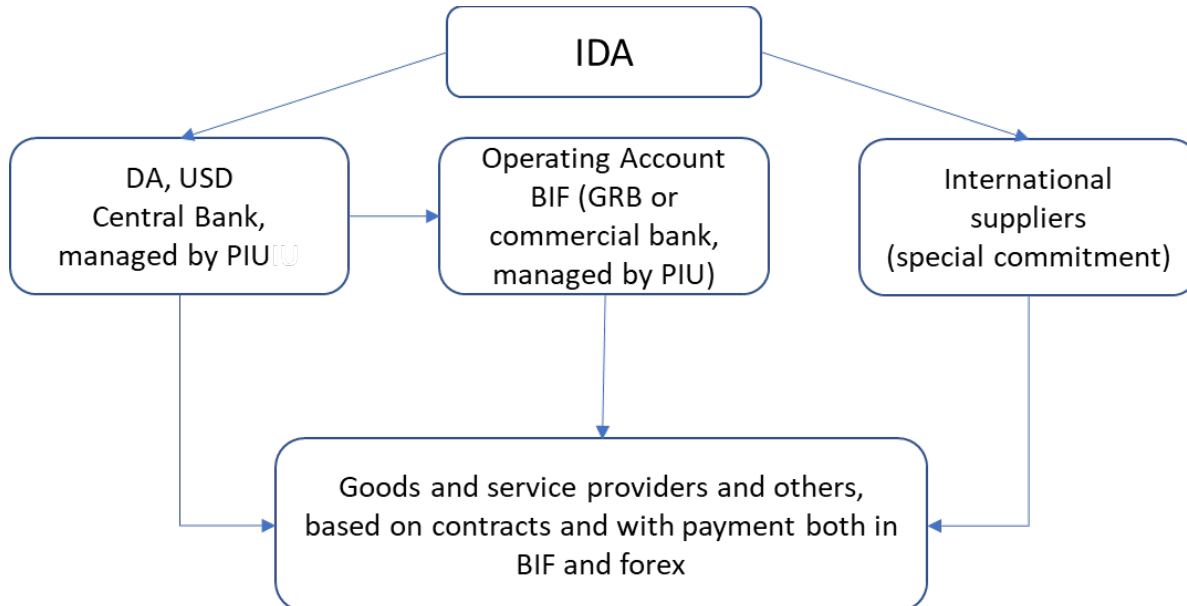 IDA
DA, USD
Central Bank,
managed by PIUIU
Operating Account
BIF (GRB or
commercial bank,
managed by PIU)
International
suppliers
(special commitment)
Goods and service providers and others,
based on contracts and with payment both in
BIF and forex